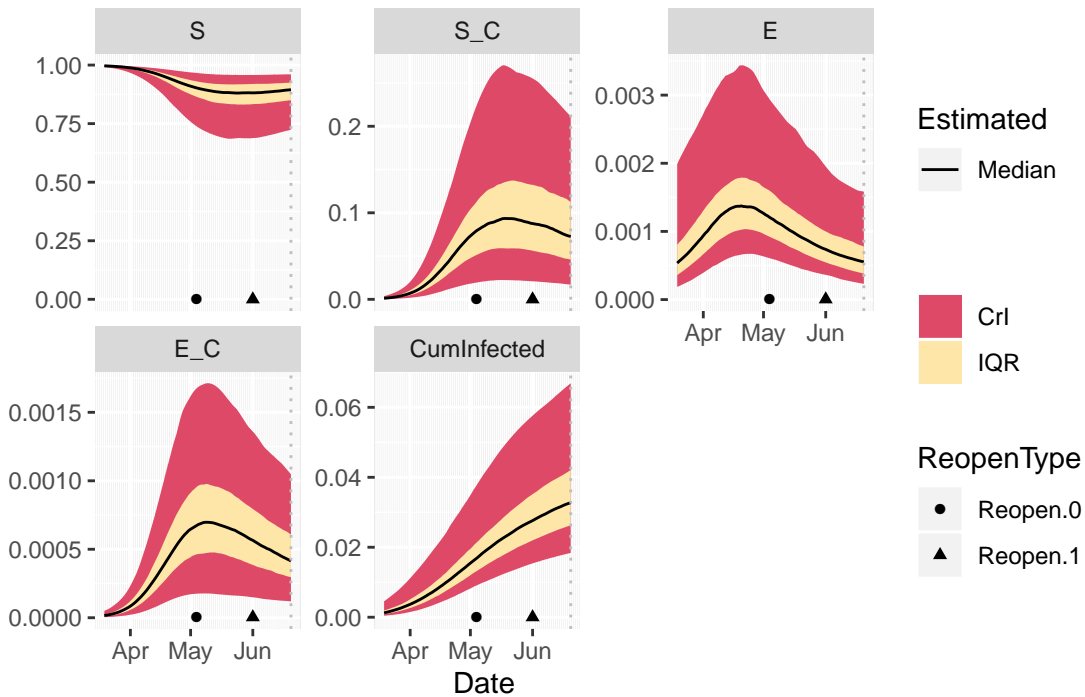 S
S_C
E
1.00
0.75
0.50
0.25
0.00
0.2
0.1
0.0
0.003
0.002
0.001
0.000
Apr
May
Jun
E_C
CumInfected
0.0015
0.0010
0.0005
0.0000
0.06
0.04
0.02
0.00
Apr
May
Jun
Apr
May
Jun
Date
Estimated
Median
CrI
IQR
ReopenType
Reopen.0
Reopen.1